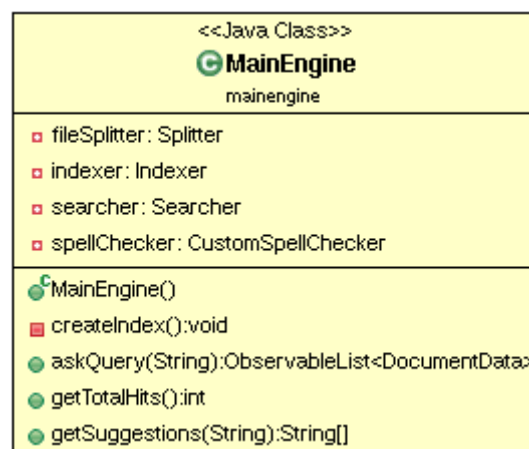 <<Java Class>>
MainEngine
mainengine
fileSplitter: Splitter
indexer: Indexer
searcher: Searcher
spellChecker: CustomSpellChecker
MainEngine()
createIndex():void
askQuery(String):ObservableList<DocumentData>
getTotalHits():int
getSuggestions(String):String[]